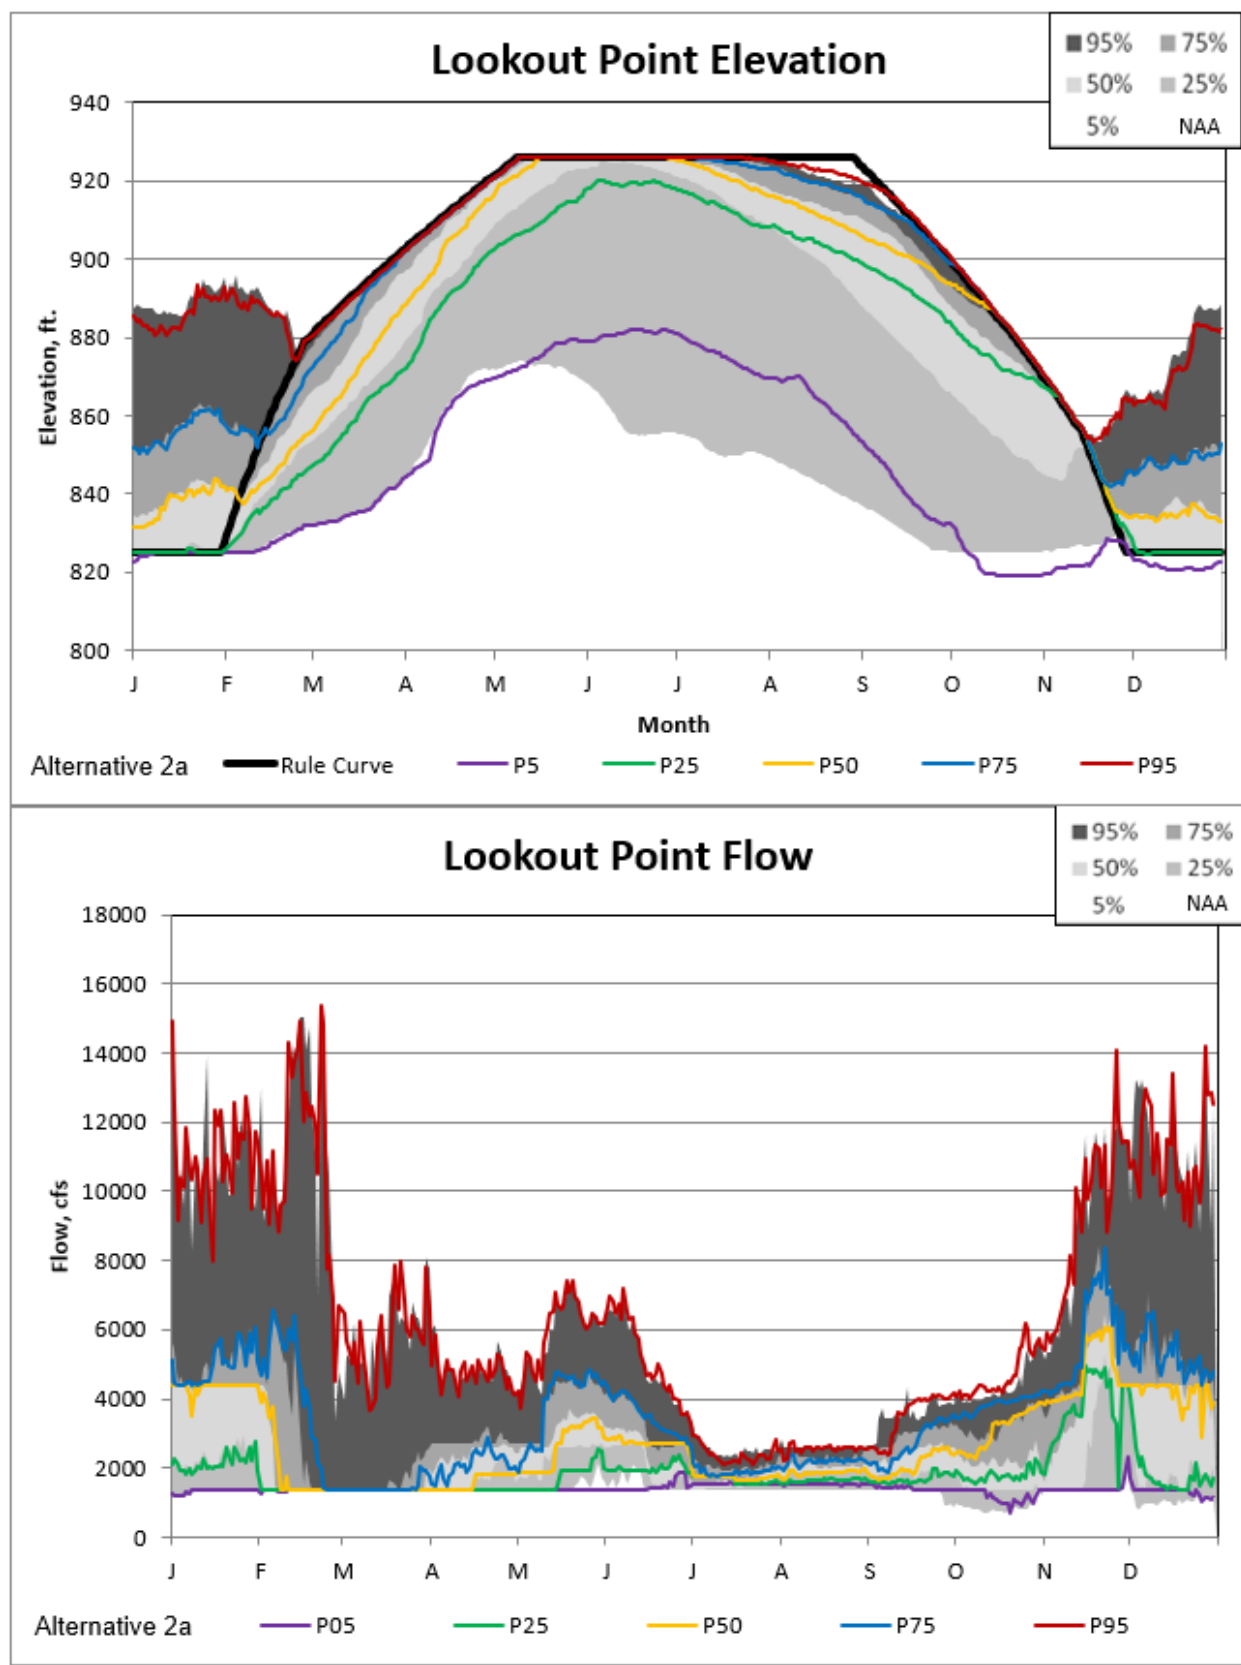 Lookout Point Elevation
95% 75%
50% 25%
5% NAA
940
920
900
880
860
840
820
800
Elevation, ft.
J F M A M J J A S O N D
Month
Alternative 2a Rule Curve P5 P25 P50 P75 P95
Lookout Point Flow
95% 75%
50% 25%
5% NAA
18000
16000
14000
12000
10000
8000
6000
4000
2000
0
Flow, cfs
J F M A M J J A S O N D
Alternative 2a P05 P25 P50 P75 P95